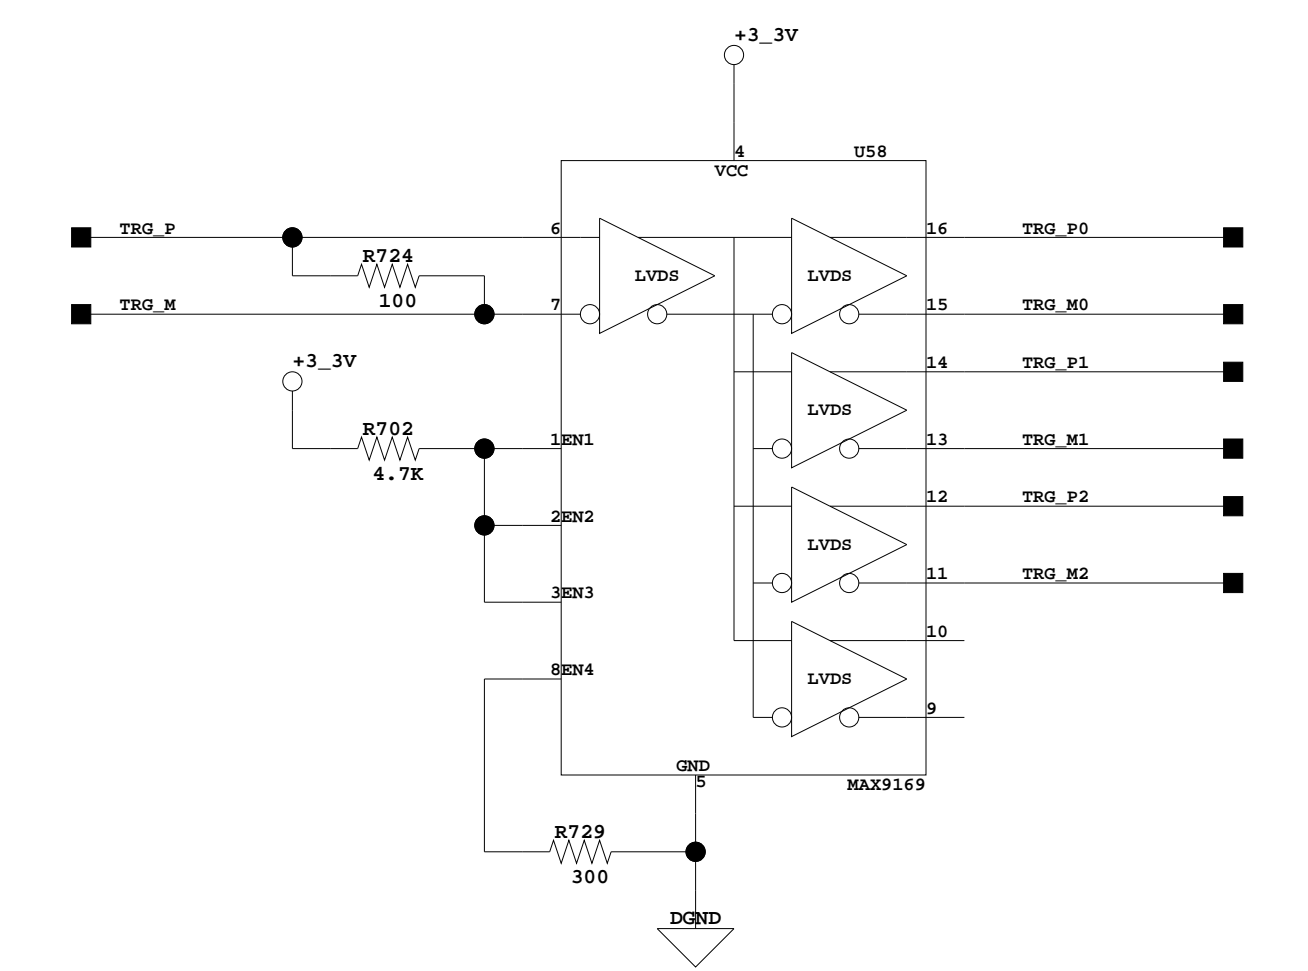 +3_3V
4
U58
VCC
TRG_P
6
16
TRG_P0
R724
LVDS
LVDS
100
TRG_M
7
15
TRG_M0
+3_3V
14
TRG_P1
LVDS
R702
1EN1
13
TRG_M1
4.7K
12
TRG_P2
2EN2
LVDS
11
TRG_M2
3EN3
10
8EN4
LVDS
9
GND
5
MAX9169
R729
300
DGND